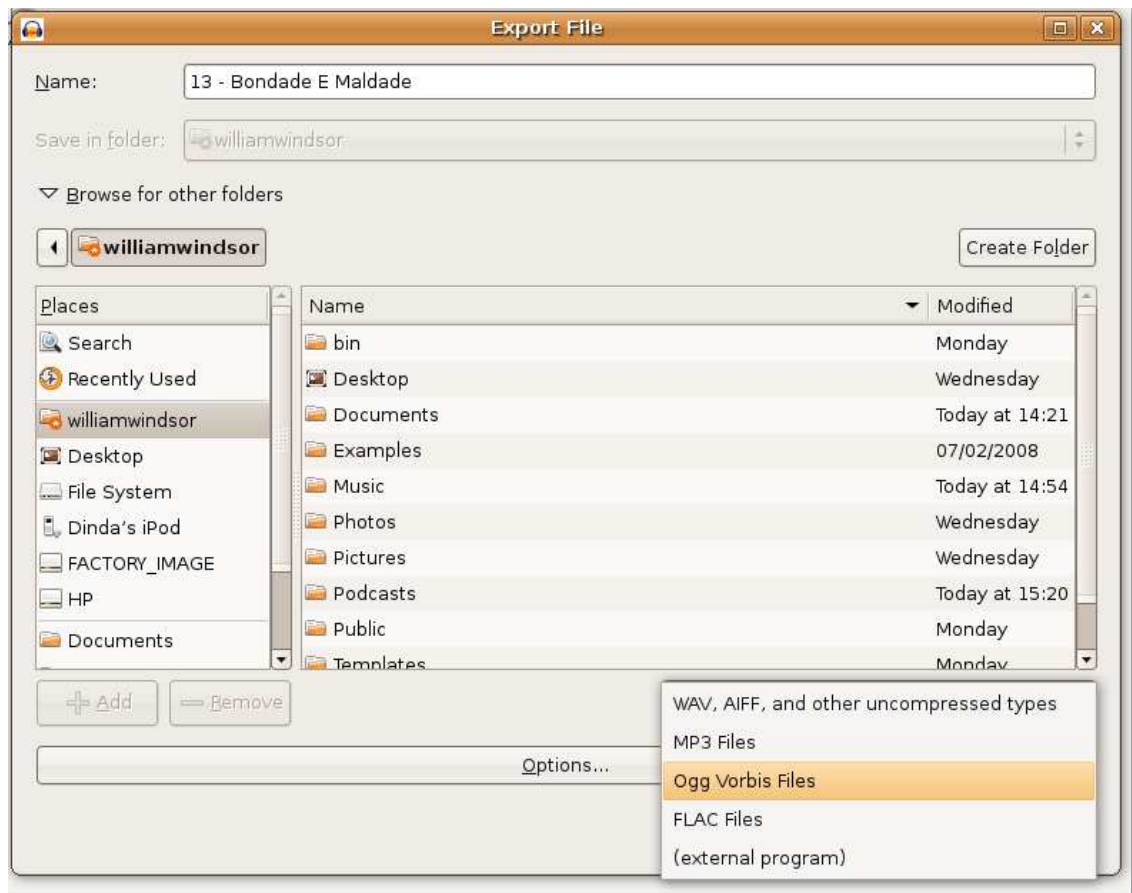 Export File
Name: 13 - Bondade E Maldade
Save in folder: williamwindsor
Browse for other folders
williamwindsor Create Folder
Places
Search
Recently Used
williamwindsor
Desktop
File System
Dinda's iPod
FACTORY_IMAGE
HP
Documents
Name Modified
bin Monday
Desktop Wednesday
Documents Today at 14:21
Examples 07/02/2008
Music Today at 14:54
Photos Wednesday
Pictures Wednesday
Podcasts Today at 15:20
Public Monday
Templates Monday
Add Remove
Options...
WAV, AIFF, and other uncompressed types
MP3 Files
Ogg Vorbis Files
FLAC Files
(external program)